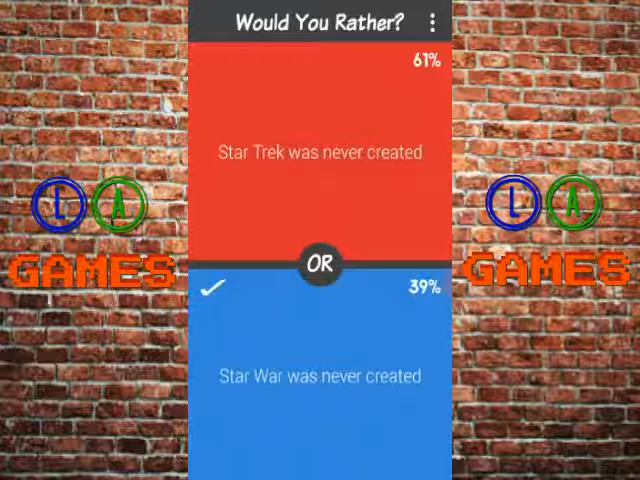 Would You Rather?
61%
Star Trek was never created
L A
GAMES
L A
GAMES
OR
39%
Star War was never created